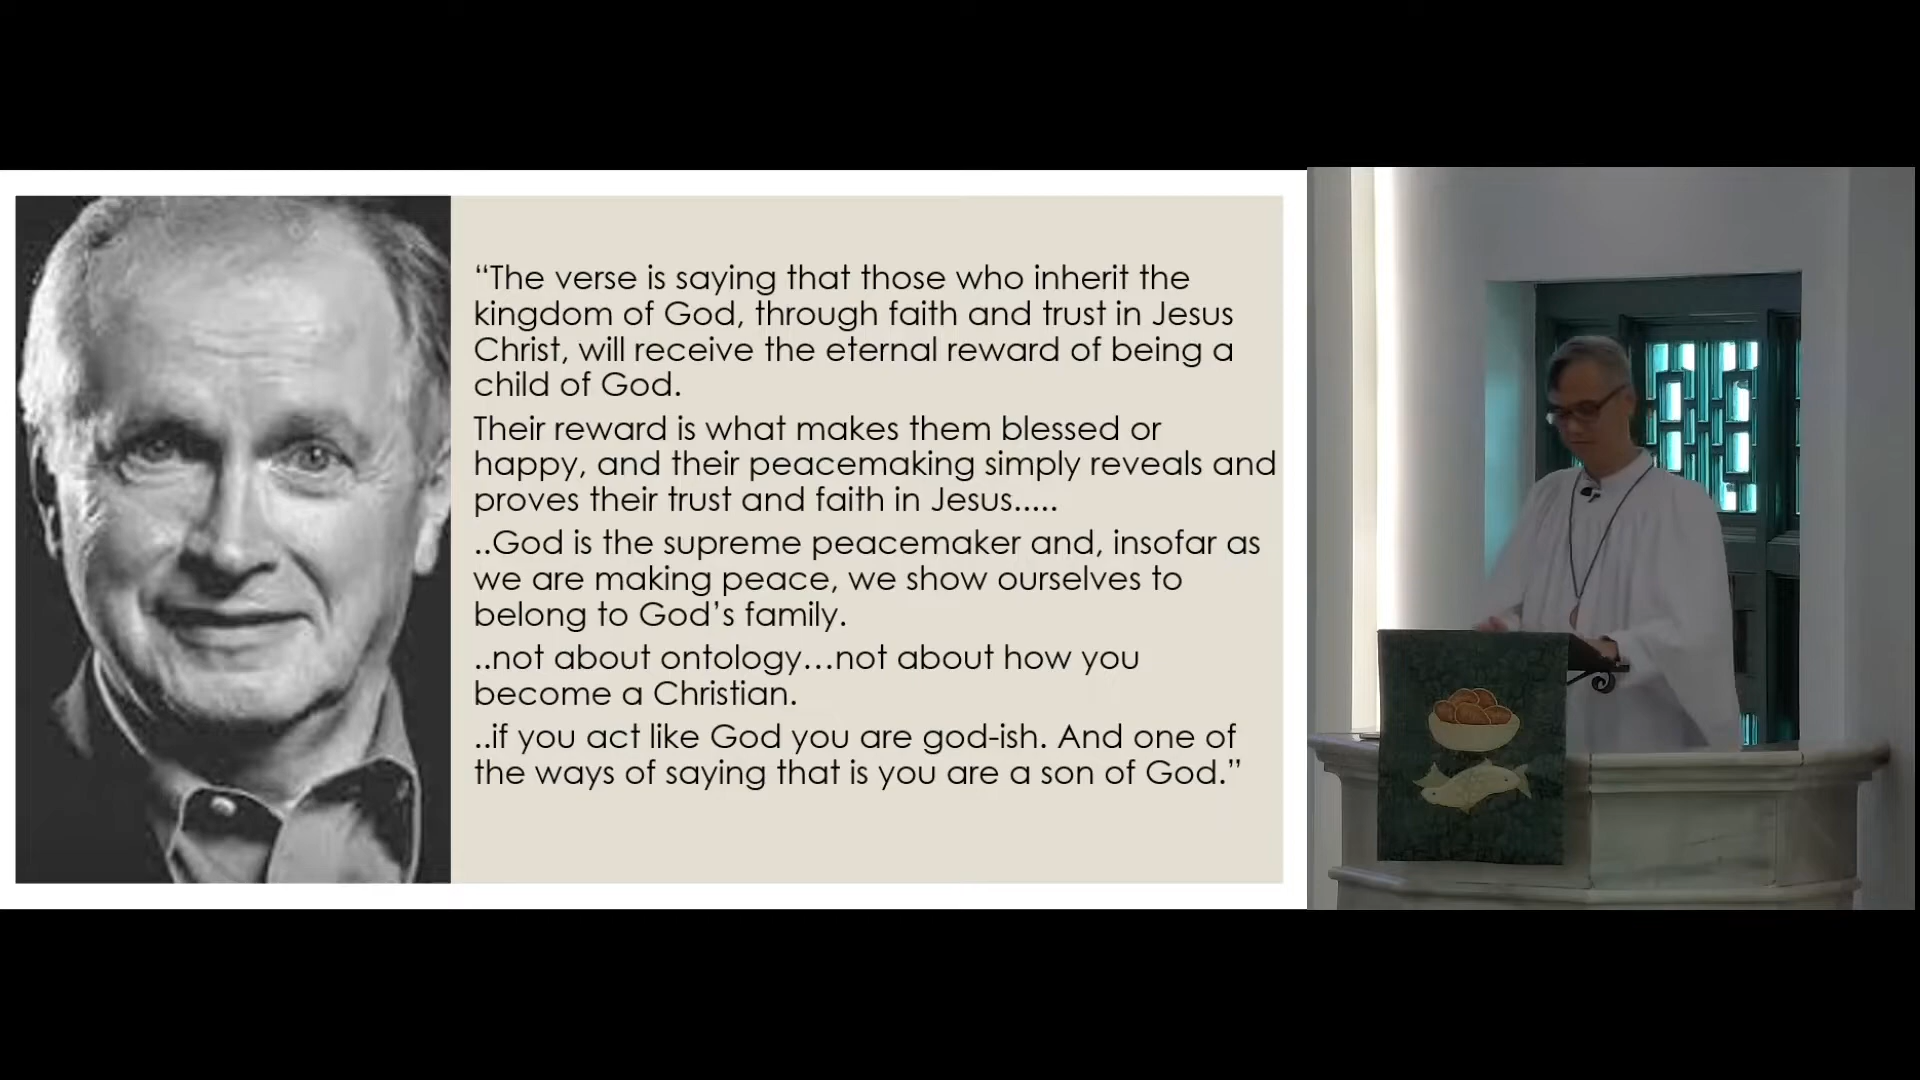 “The verse is saying that those who inherit the
kingdom of God, through faith and trust in Jesus
Christ, will receive the eternal reward of being a
child of God.
Their reward is what makes them blessed or
happy, and their peacemaking simply reveals and
proves their trust and faith in Jesus.....
..God is the supreme peacemaker and, insofar as
we are making peace, we show ourselves to
belong to God’s family.
..not about ontology...not about how you
become a Christian.
..if you act like God you are god-ish. And one of
the ways of saying that is you are a son of God.”